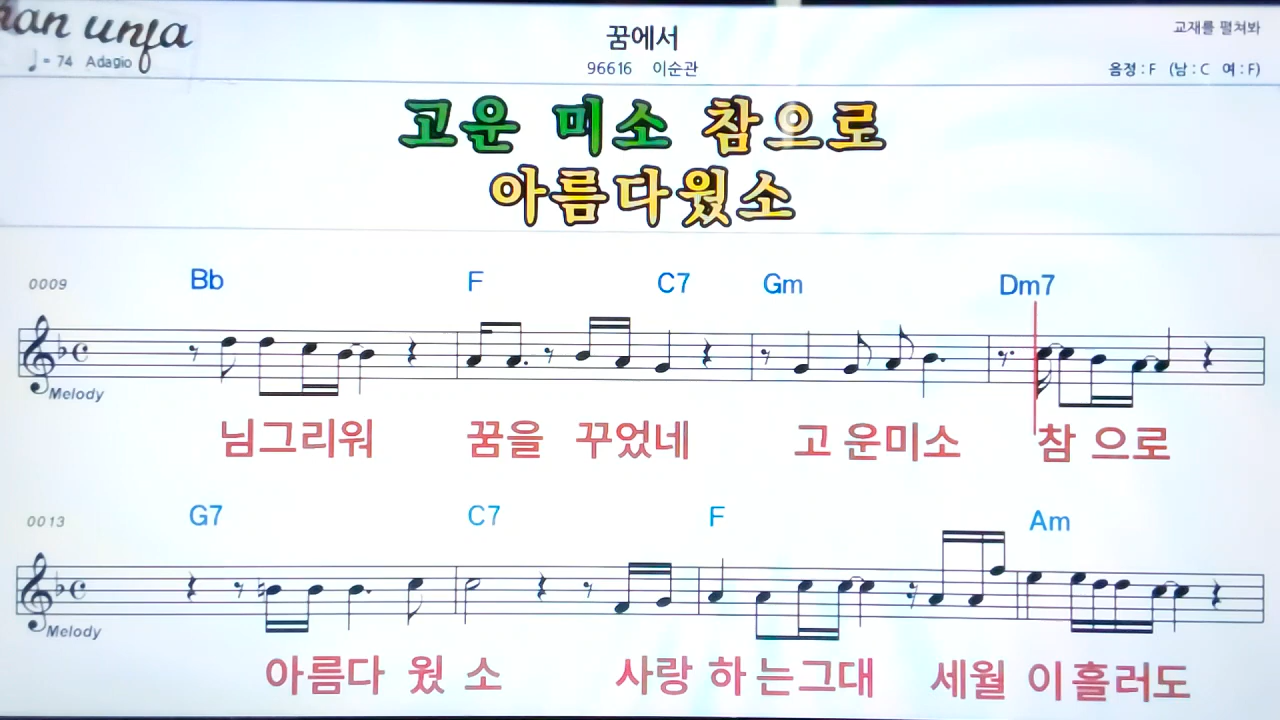 꿈에서
교재를 펼쳐봐
♩= 74 Adagio
96616 이순관
음정 : F (남 : C 여 : F)
고운 미소 참으로
아름다웠소
0009
Bb F C7 Gm Dm7
Melody
님그리워 꿈을 꾸었네 고 운미소 참 으로
0013
G7 C7 F Am
Melody
아름다 웠 소 사랑 하 는그대 세월 이 흘러도